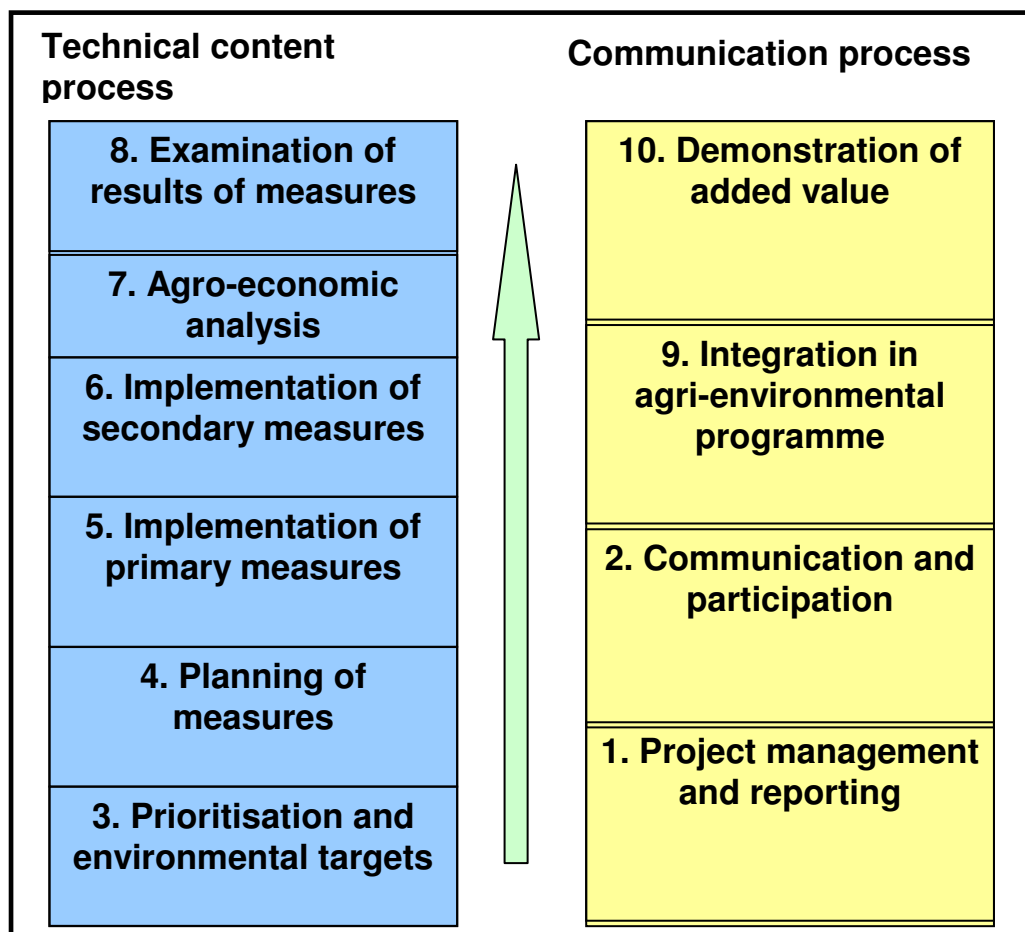 Technical content
process
8. Examination of
results of measures
7. Agro-economic
analysis
6. Implementation of
secondary measures
5. Implementation of
primary measures
4. Planning of
measures
3. Prioritisation and
environmental targets
Communication process
10. Demonstration of
added value
9. Integration in
agri-environmental
programme
2. Communication and
participation
1. Project management
and reporting